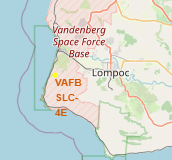 Vandenberg
Space Force
Base
Lompoc
VAFB
SLC-
4E